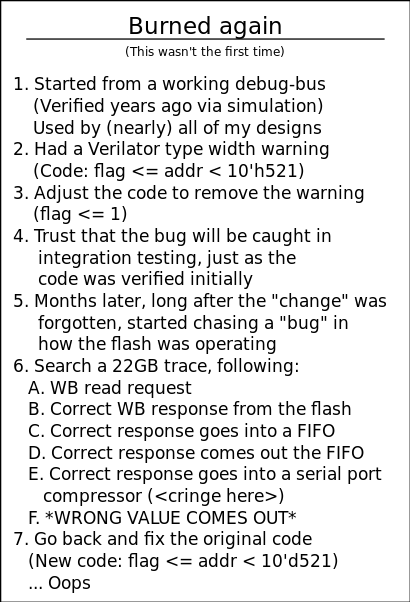 Burned again
(This wasn't the first time)
1. Started from a working debug-bus
(Verified years ago via simulation)
Used by (nearly) all of my designs
2. Had a Verilator type width warning
(Code: flag <= addr < 10'h521)
3. Adjust the code to remove the warning
(flag <= 1)
4. Trust that the bug will be caught in
integration testing, just as the
code was verified initially
5. Months later, long after the "change" was
forgotten, started chasing a "bug" in
how the flash was operating
6. Search a 22GB trace, following:
A. WB read request
B. Correct WB response from the flash
C. Correct response goes into a FIFO
D. Correct response comes out the FIFO
E. Correct response goes into a serial port
compressor (<cringe here>)
F. *WRONG VALUE COMES OUT*
7. Go back and fix the original code
(New code: flag <= addr < 10'd521)
... Oops